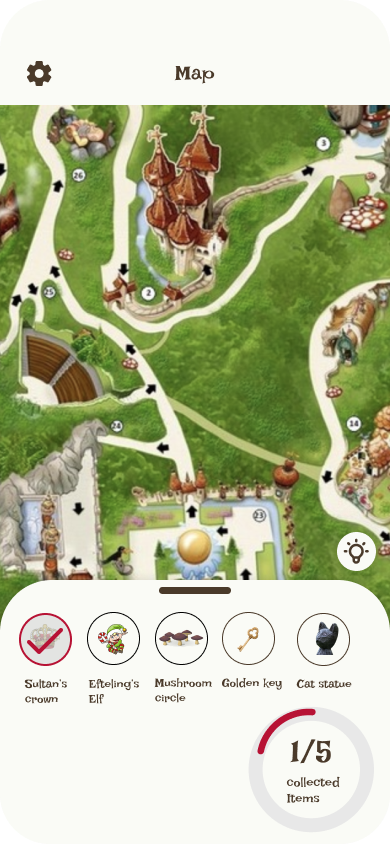 Map
3
26
2
25
24
14
23
Sultan's
crown
Efteling's
Elf
Mushroom
circle
Golden key
Cat statue
1/5
collected
Items